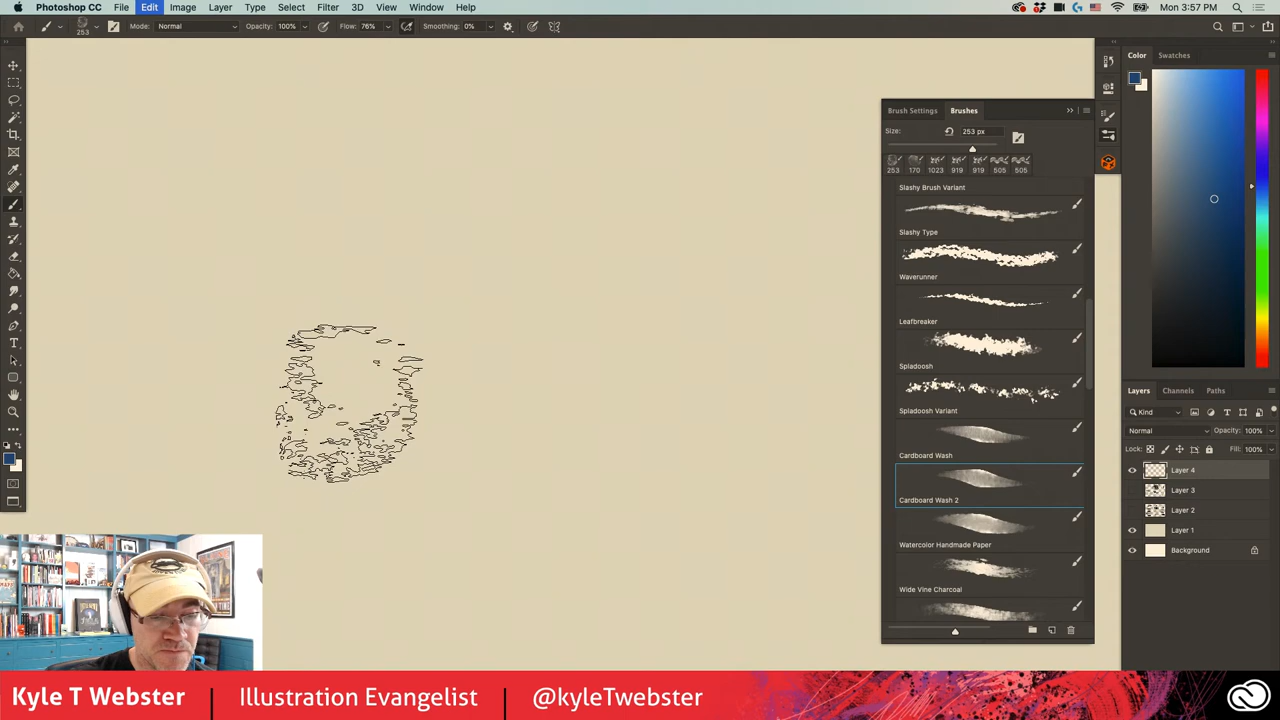 Photoshop CC File Edit Image Layer Type Select Filter 3D View Window Help Mon 3:57 PM
253 Mode: Normal Opacity: 100% Flow: 76% Smoothing: 0%
Color Swatches
Brush Settings Brushes
Size: 253 px
253 170 1023 919 919 505 505
Slashy Brush Variant
Slashy Type
Waverunner
Leafbreaker
Spladoosh
Spladoosh Variant
Cardboard Wash
Cardboard Wash 2
Watercolor Handmade Paper
Wide Vine Charcoal
Layers Channels Paths
Kind
Normal Opacity: 100%
Lock: Fill: 100%
Layer 4
Layer 3
Layer 2
Layer 1
Background
Kyle T Webster | Illustration Evangelist | @kyleTwebster